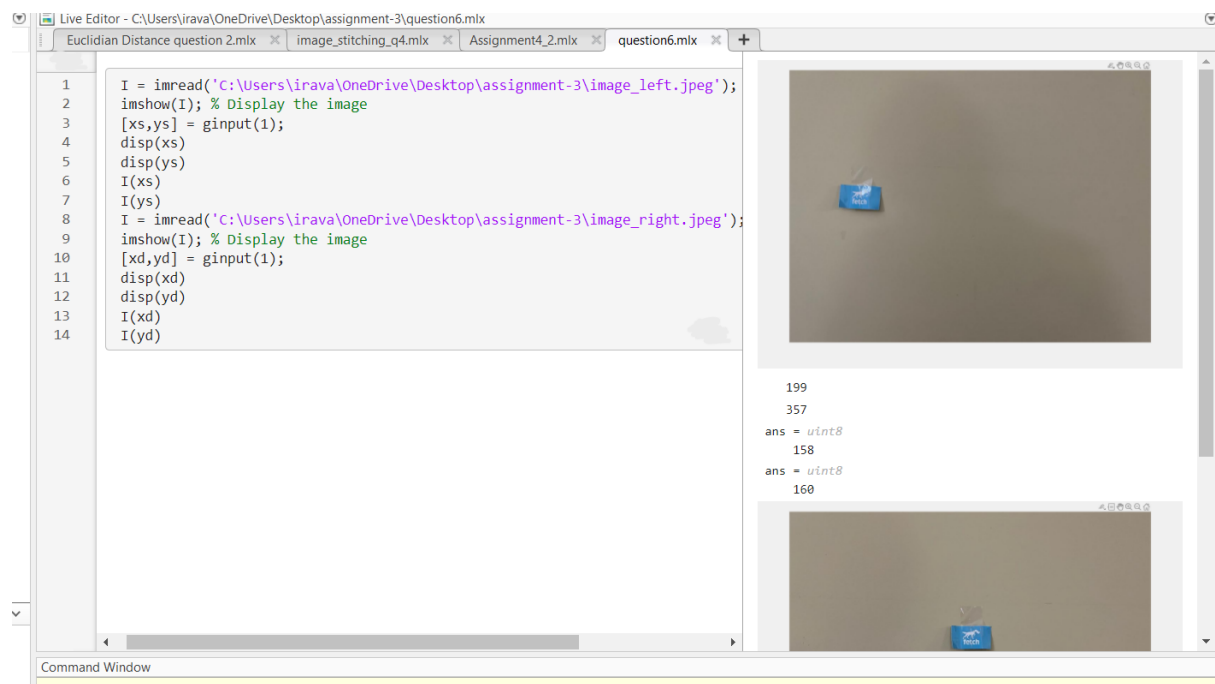 Live Editor - C:\Users\irava\OneDrive\Desktop\assignment-3\question6.mlx
Euclidian Distance question 2.mlx × image_stitching_q4.mlx × Assignment4_2.mlx × question6.mlx × +
1 I = imread('C:\Users\irava\OneDrive\Desktop\assignment-3\image_left.jpeg');
2 imshow(I); % Display the image
3 [xs,ys] = ginput(1);
4 disp(xs)
5 disp(ys)
6 I(xs)
7 I(ys)
8 I = imread('C:\Users\irava\OneDrive\Desktop\assignment-3\image_right.jpeg');
9 imshow(I); % Display the image
10 [xd,yd] = ginput(1);
11 disp(xd)
12 disp(yd)
13 I(xd)
14 I(yd)
fetch
199
357
ans = uint8
158
ans = uint8
160
fetch
Command Window